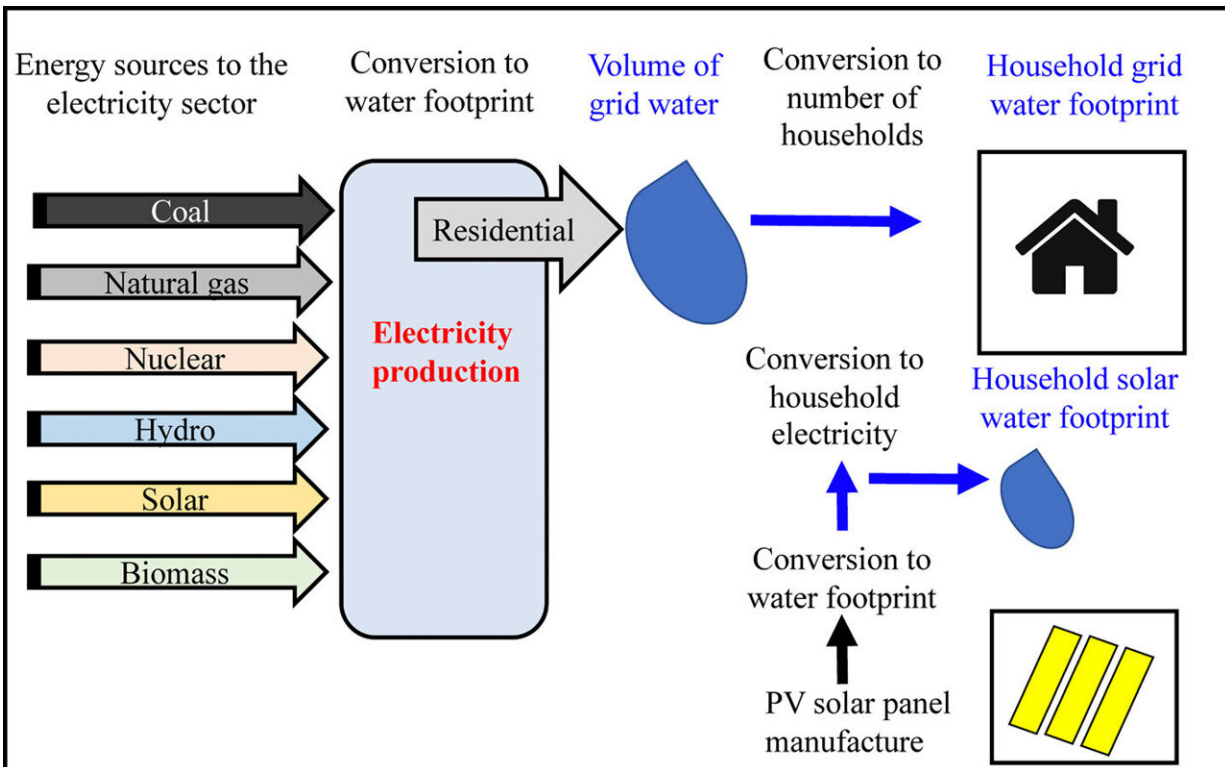 Energy sources to the
electricity sector
Conversion to
water footprint
Volume of
grid water
Conversion to
number of
households
Household grid
water footprint
Coal
Natural gas
Nuclear
Hydro
Solar
Biomass
Residential
Electricity
production
Conversion to
household
electricity
Household solar
water footprint
Conversion to
water footprint
PV solar panel
manufacture